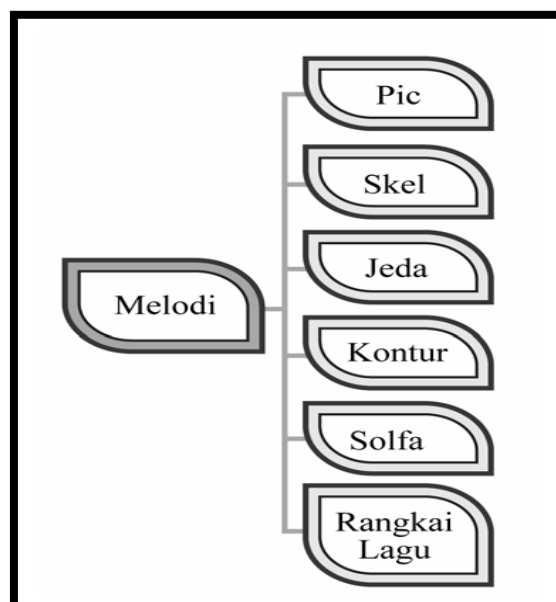 Melodi
Pic
Skel
Jeda
Kontur
Solfa
Rangkai
Lagu